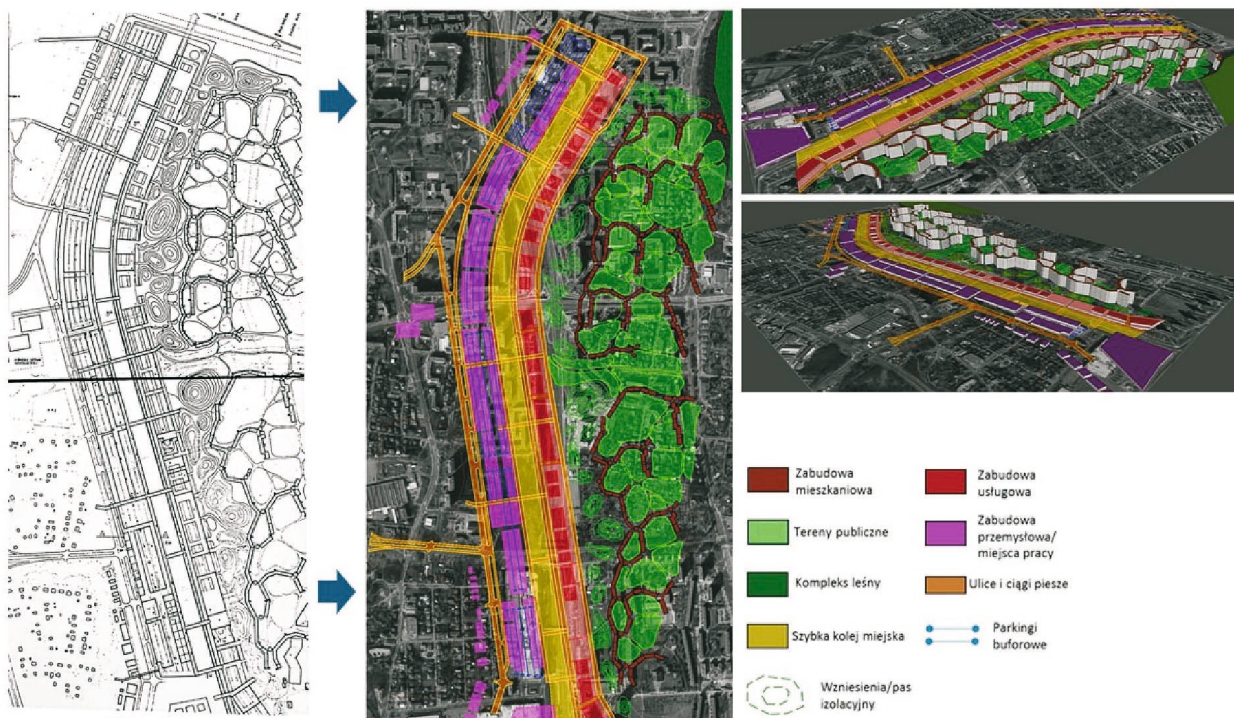 Zabudowa
mieszkaniowa
Tereny publiczne
Kompleks leśny
Szybka kolej miejska
Wzniesienia/pas
izolacyjny
Zabudowa
usługowa
Zabudowa
przemysłowa/
miejsca pracy
Ulice i ciągi piesze
Parkingi
buforowe